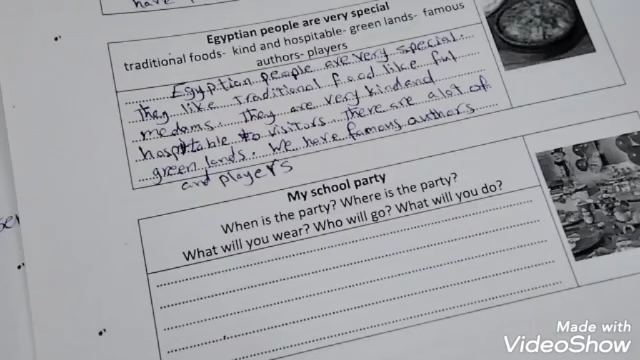 have
Egyptian people are very special
traditional foods- kind and hospitable- green lands- famous
authors- players
Egyptian people are very special.
They like Traditional food like ful
medams. They are very kind and
hospitable to visitors. There are a lot of
green lands. We have famous authors
and players
My school party
When is the party? Where is the party?
What will you wear? Who will go? What will you do?
Made with
VideoShow